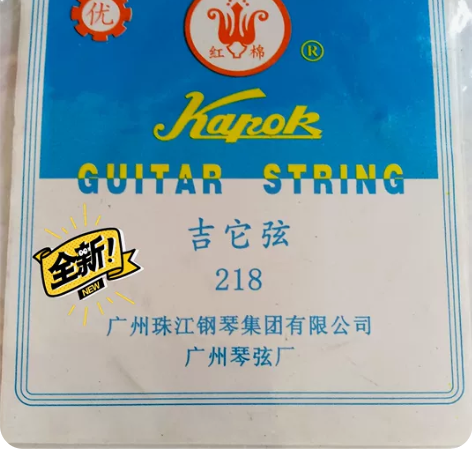 优
红棉
®
Kapok
GUITAR STRING
吉它弦
全新!
NEW
218
广州珠江钢琴集团有限公司
广州琴弦厂